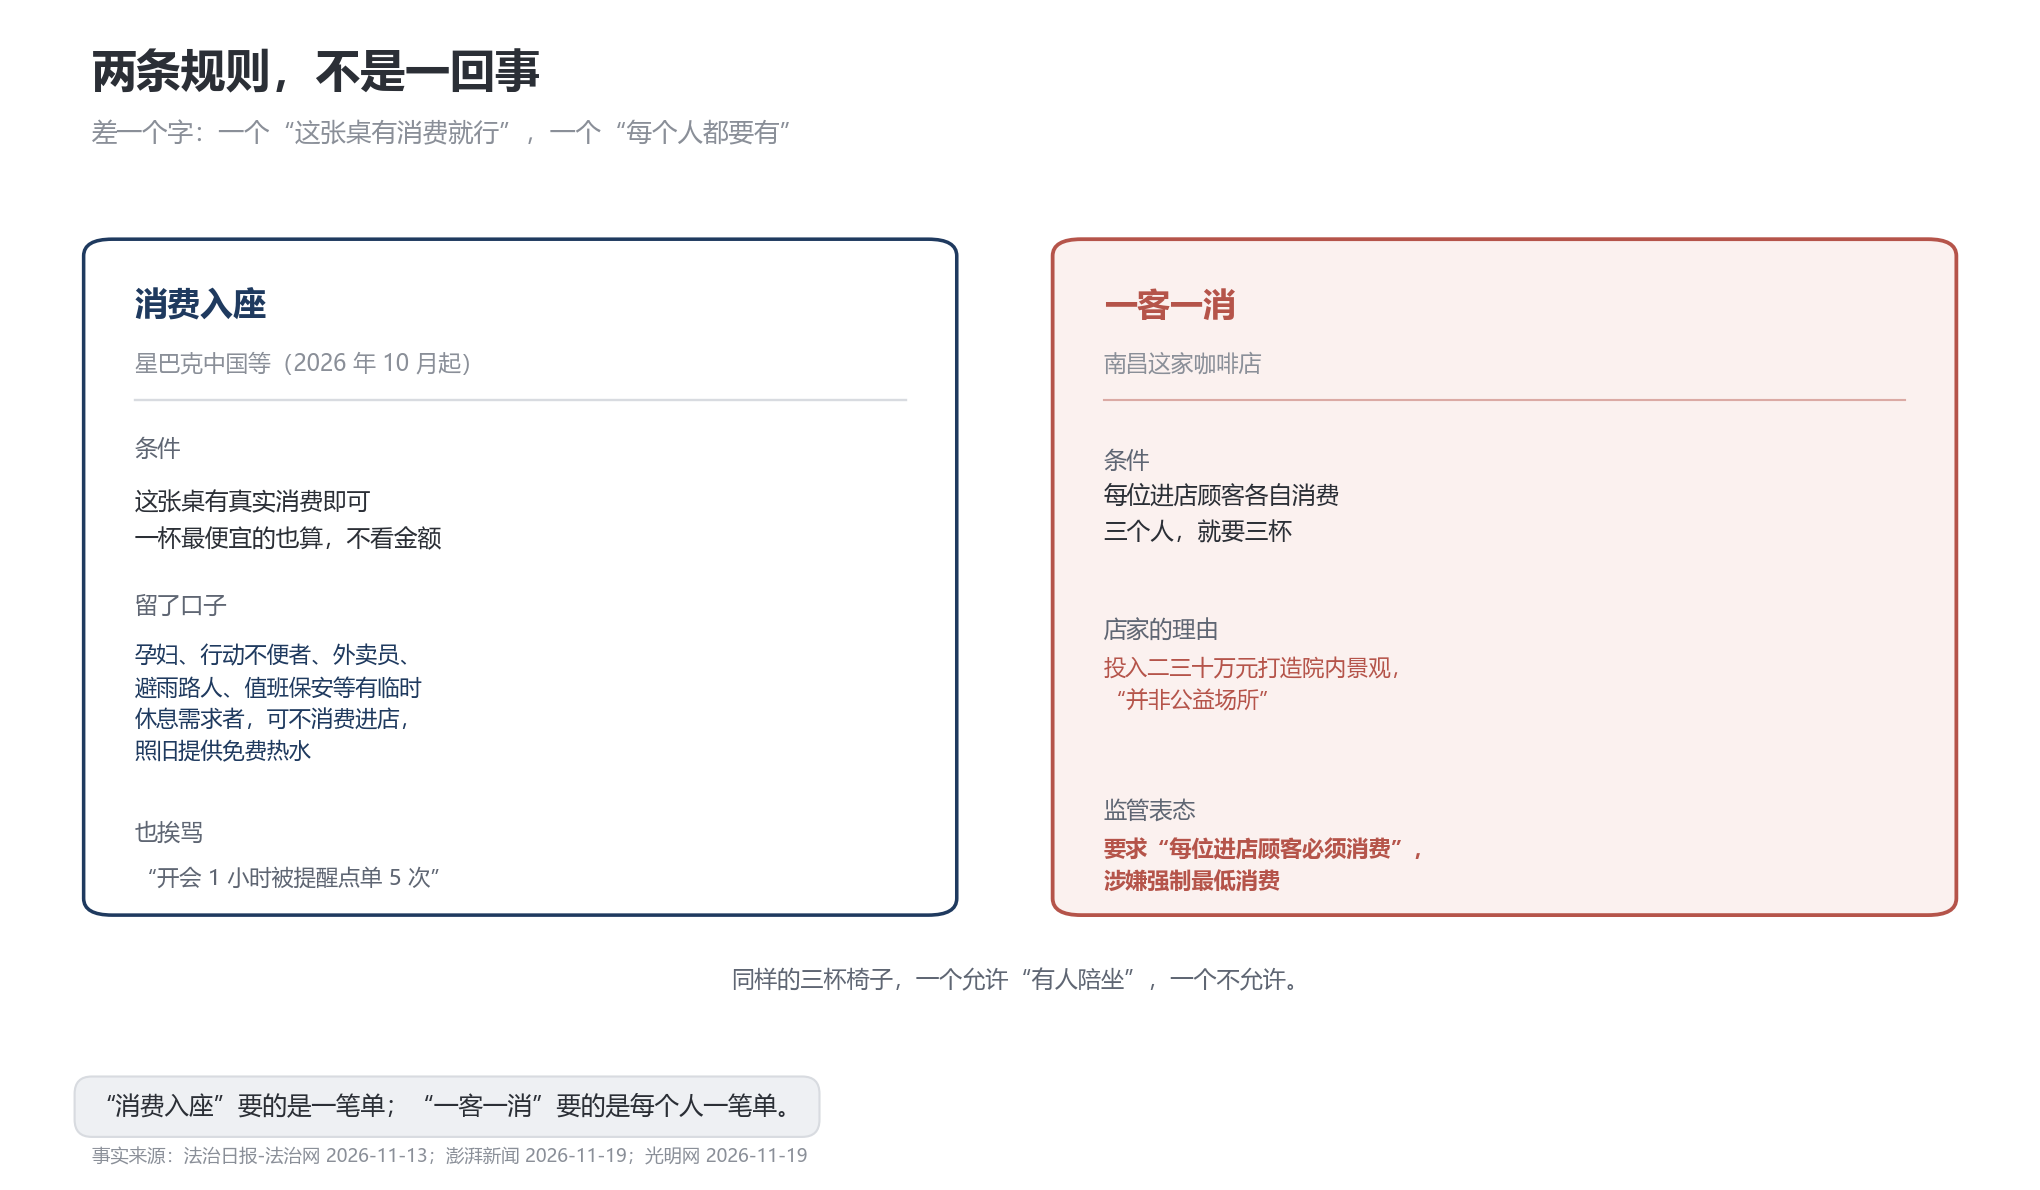 两条规则，不是一回事
差一个字：一个“这张桌有消费就行”，一个“每个人都要有”
消费入座
星巴克中国等（2026 年 10 月起）
条件
这张桌有真实消费即可
一杯最便宜的也算，不看金额
留了口子
孕妇、行动不便者、外卖员、
避雨路人、值班保安等有临时
休息需求者，可不消费进店，
照旧提供免费热水
也挨骂
“开会 1 小时被提醒点单 5 次”
一客一消
南昌这家咖啡店
条件
每位进店顾客各自消费
三个人，就要三杯
店家的理由
投入二三十万元打造院内景观，
“并非公益场所”
监管表态
要求“每位进店顾客必须消费”，
涉嫌强制最低消费
同样的三杯椅子，一个允许“有人陪坐”，一个不允许。
“消费入座”要的是一笔单；“一客一消”要的是每个人一笔单。
事实来源：法治日报-法治网 2026-11-13；澎湃新闻 2026-11-19；光明网 2026-11-19